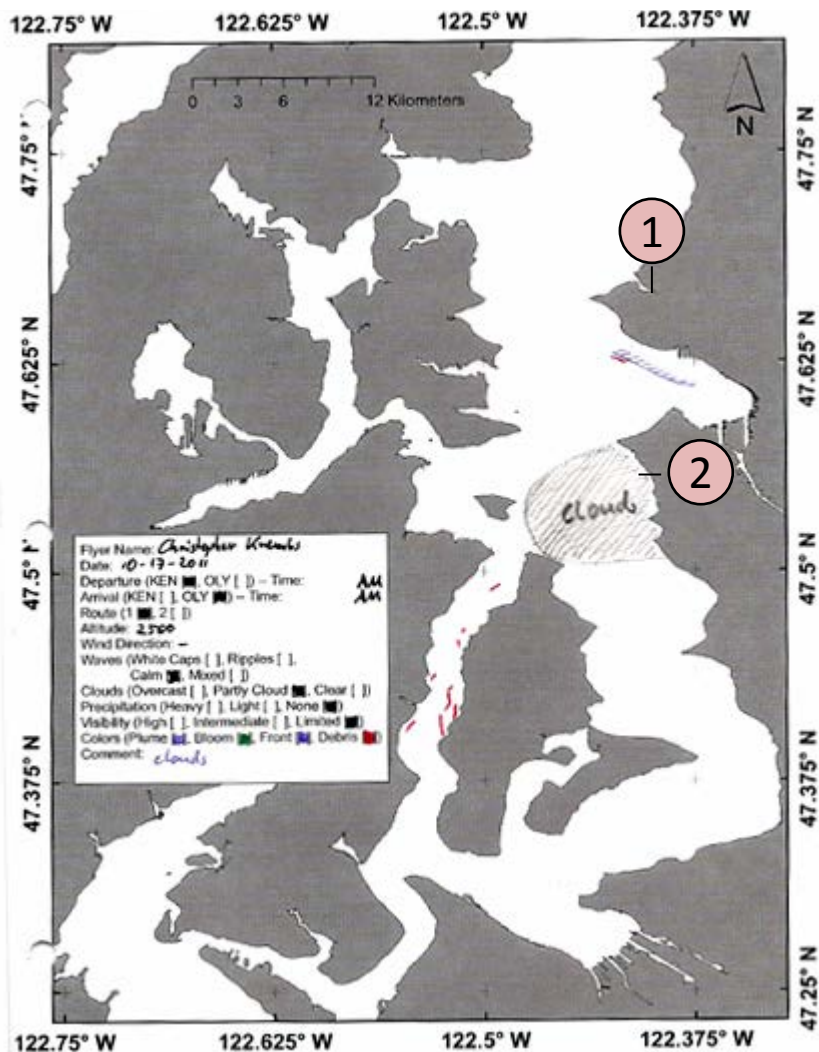 122.75° W 122.625° W 122.5° W 122.375° W
0 3 6 12 Kilometers
N
47.75° N
47.75° N
1
47.625° N
47.625° N
2
clouds
47.5° N
47.5° N
Flyer Name: Christopher Krembs
Date: 10-17-2011
Departure (KEN [ ], OLY [ ]) – Time: AM
Arrival (KEN [ ], OLY [ ]) – Time: AM
Route (1 [ ], 2 [ ])
Altitude: 2500
Wind Direction: –
Waves (White Caps [ ], Ripples [ ],
Calm [ ], Mixed [ ])
Clouds (Overcast [ ], Partly Cloud [ ], Clear [ ])
Precipitation (Heavy [ ], Light [ ], None [ ])
Visibility (High [ ], Intermediate [ ], Limited [ ])
Colors (Plume [ ], Bloom [ ], Front [ ], Debris [ ])
Comment: clouds
47.375° N
47.375° N
47.25° N
47.25° N
122.75° W 122.625° W 122.5° W 122.375° W